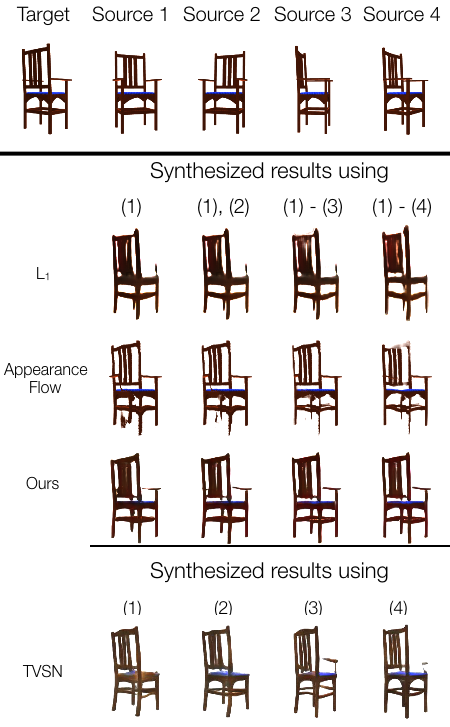 Target Source 1 Source 2 Source 3 Source 4
Synthesized results using
(1) (1), (2) (1) - (3) (1) - (4)
L₁
Appearance
Flow
Ours
Synthesized results using
(1) (2) (3) (4)
TVSN